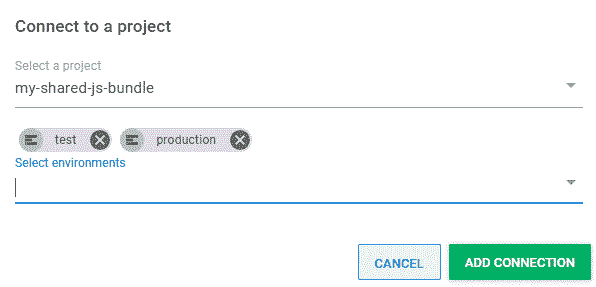 Connect to a project
Select a project
my-shared-js-bundle
test production
Select environments
CANCEL ADD CONNECTION